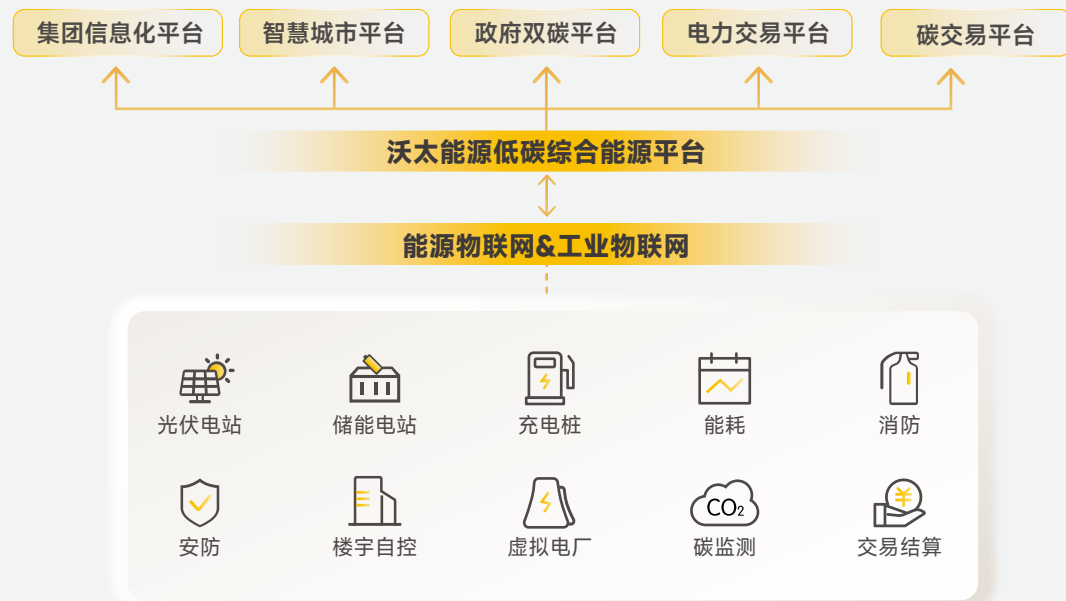 集团信息化平台 智慧城市平台 政府双碳平台 电力交易平台 碳交易平台
沃太能源低碳综合能源平台
能源物联网&工业物联网
光伏电站 储能电站 充电桩 能耗 消防
CO₂
安防 楼宇自控 虚拟电厂 碳监测 交易结算